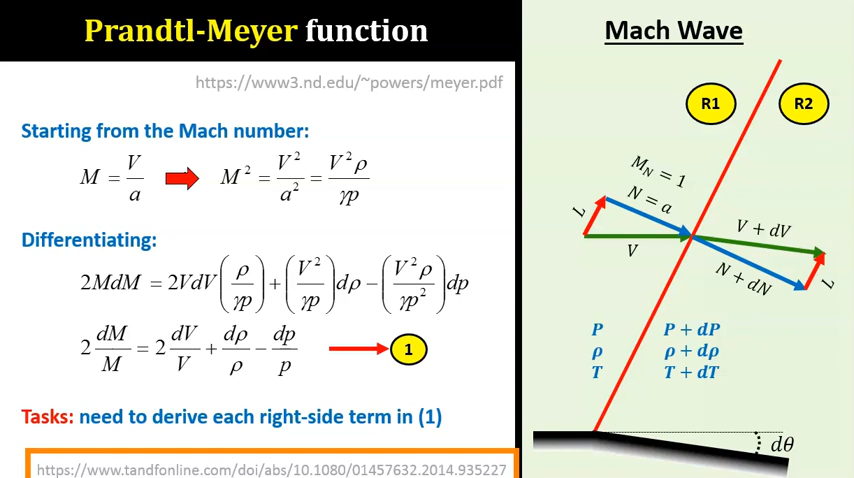 Prandtl-Meyer function
https://www3.nd.edu/~powers/meyer.pdf
Starting from the Mach number:
M = V/a M² = V²/a² = V²ρ/γp
Differentiating:
2MdM = 2VdV(ρ/γp) + (V²/γp)dρ − (V²ρ/γp²)dp
2 dM/M = 2 dV/V + dρ/ρ − dp/p 1
Tasks: need to derive each right-side term in (1)
https://www.tandfonline.com/doi/abs/10.1080/01457632.2014.935227
Mach Wave
R1 R2
M_N = 1
N = a
L
V
V + dV
N + dN
L
P P + dP
ρ ρ + dρ
T T + dT
dθ